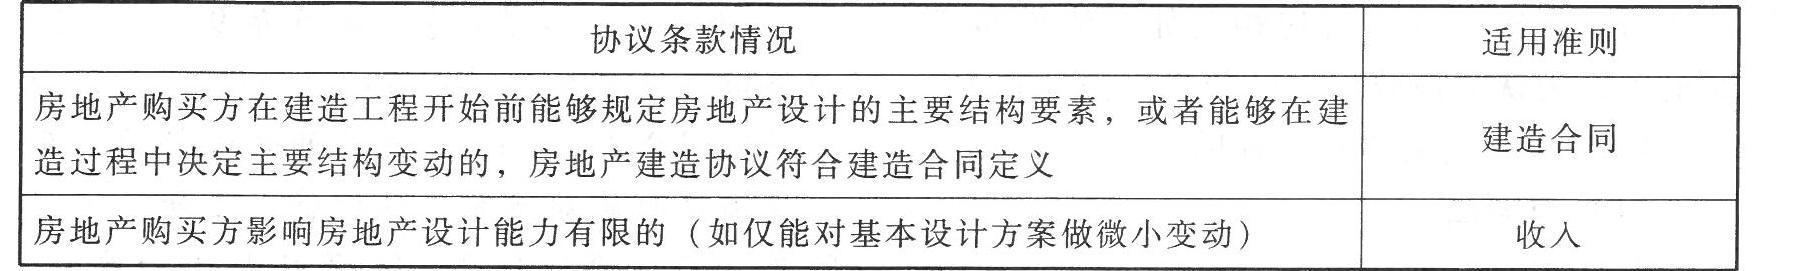 协议条款情况
适用准则
房地产购买方在建造工程开始前能够规定房地产设计的主要结构要素，或者能够在建
造过程中决定主要结构变动的，房地产建造协议符合建造合同定义
建造合同
房地产购买方影响房地产设计能力有限的（如仅能对基本设计方案做微小变动）
收入